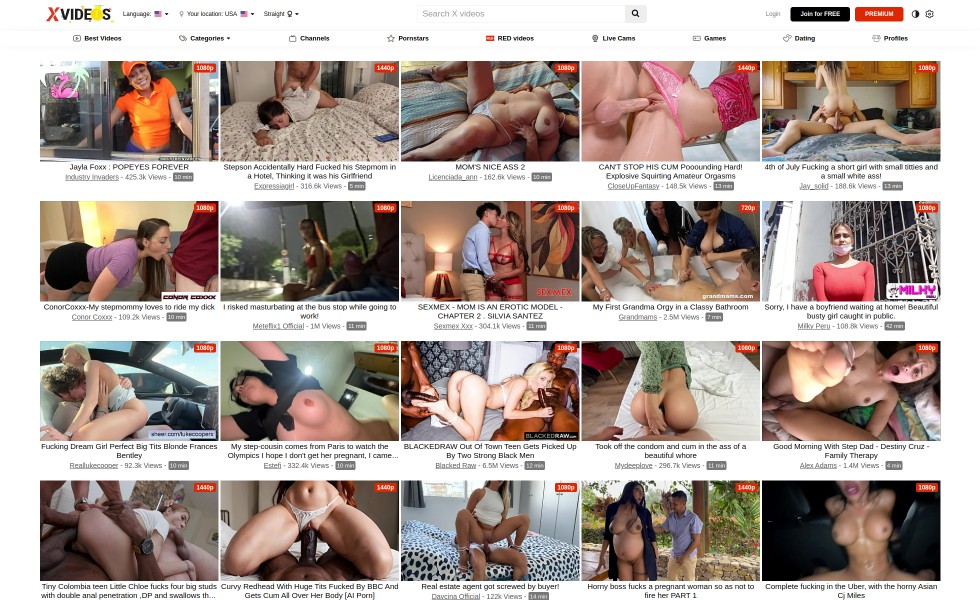 XVIDEOS
Language:
Your location: USA
Straight
Search X videos
Login
Join for FREE
PREMIUM
Best Videos
Categories
Channels
Pornstars
RED videos
Live Cams
Games
Dating
Profiles
1080p
Jayla Foxx : POPEYES FOREVER
Industry Invaders - 425.3k Views - 10 min
1440p
Stepson Accidentally Hard Fucked his Stepmom in
a Hotel, Thinking it was his Girlfriend
Expressiagirl - 316.6k Views - 5 min
1080p
MOM'S NICE ASS 2
Licenciada_ann - 162.6k Views - 10 min
1440p
CAN'T STOP HIS CUM Pooounding Hard!
Explosive Squirting Amateur Orgasms
CloseUpFantasy - 148.5k Views - 13 min
1080p
4th of July Fucking a short girl with small titties and
a small white ass!
Jay_solid - 188.6k Views - 13 min
1080p
CONOR COXXX
ConorCoxxx-My stepmommy loves to ride my dick
Conor Coxxx - 109.2k Views - 10 min
1080p
I risked masturbating at the bus stop while going to
work!
Meteflix1 Official - 1M Views - 11 min
1080p
SEXMEX
SEXMEX - MOM IS AN EROTIC MODEL -
CHAPTER 2 . SILVIA SANTEZ
Sexmex Xxx - 304.1k Views - 11 min
720p
grandmams.com
My First Grandma Orgy in a Classy Bathroom
Grandmams - 2.5M Views - 7 min
1080p
MILKY
PERU
Sorry, I have a boyfriend waiting at home! Beautiful
busty girl caught in public.
Milky Peru - 108.8k Views - 42 min
1080p
sheer.com/lukecoopers
Fucking Dream Girl Perfect Big Tits Blonde Frances
Bentley
Reallukecooper - 92.3k Views - 10 min
1080p
My step-cousin comes from Paris to watch the
Olympics I hope I don't get her pregnant, I came...
Estefi - 332.4k Views - 10 min
1080p
BLACKEDRAW.com
BLACKEDRAW Out Of Town Teen Gets Picked Up
By Two Strong Black Men
Blacked Raw - 6.5M Views - 12 min
1080p
Took off the condom and cum in the ass of a
beautiful whore
Mydeeplove - 296.7k Views - 11 min
1080p
Good Morning With Step Dad - Destiny Cruz -
Family Therapy
Alex Adams - 1.4M Views - 4 min
1440p
Tiny Colombia teen Little Chloe fucks four big studs
with double anal penetration ,DP and swallows th...
1440p
Curvy Redhead With Huge Tits Fucked By BBC And
Gets Cum All Over Her Body [AI Porn]
1080p
Real estate agent got screwed by buyer!
Davcina Official - 122k Views - 14 min
1440p
Horny boss fucks a pregnant woman so as not to
fire her PART 1
1080p
Complete fucking in the Uber, with the horny Asian
Cj Miles